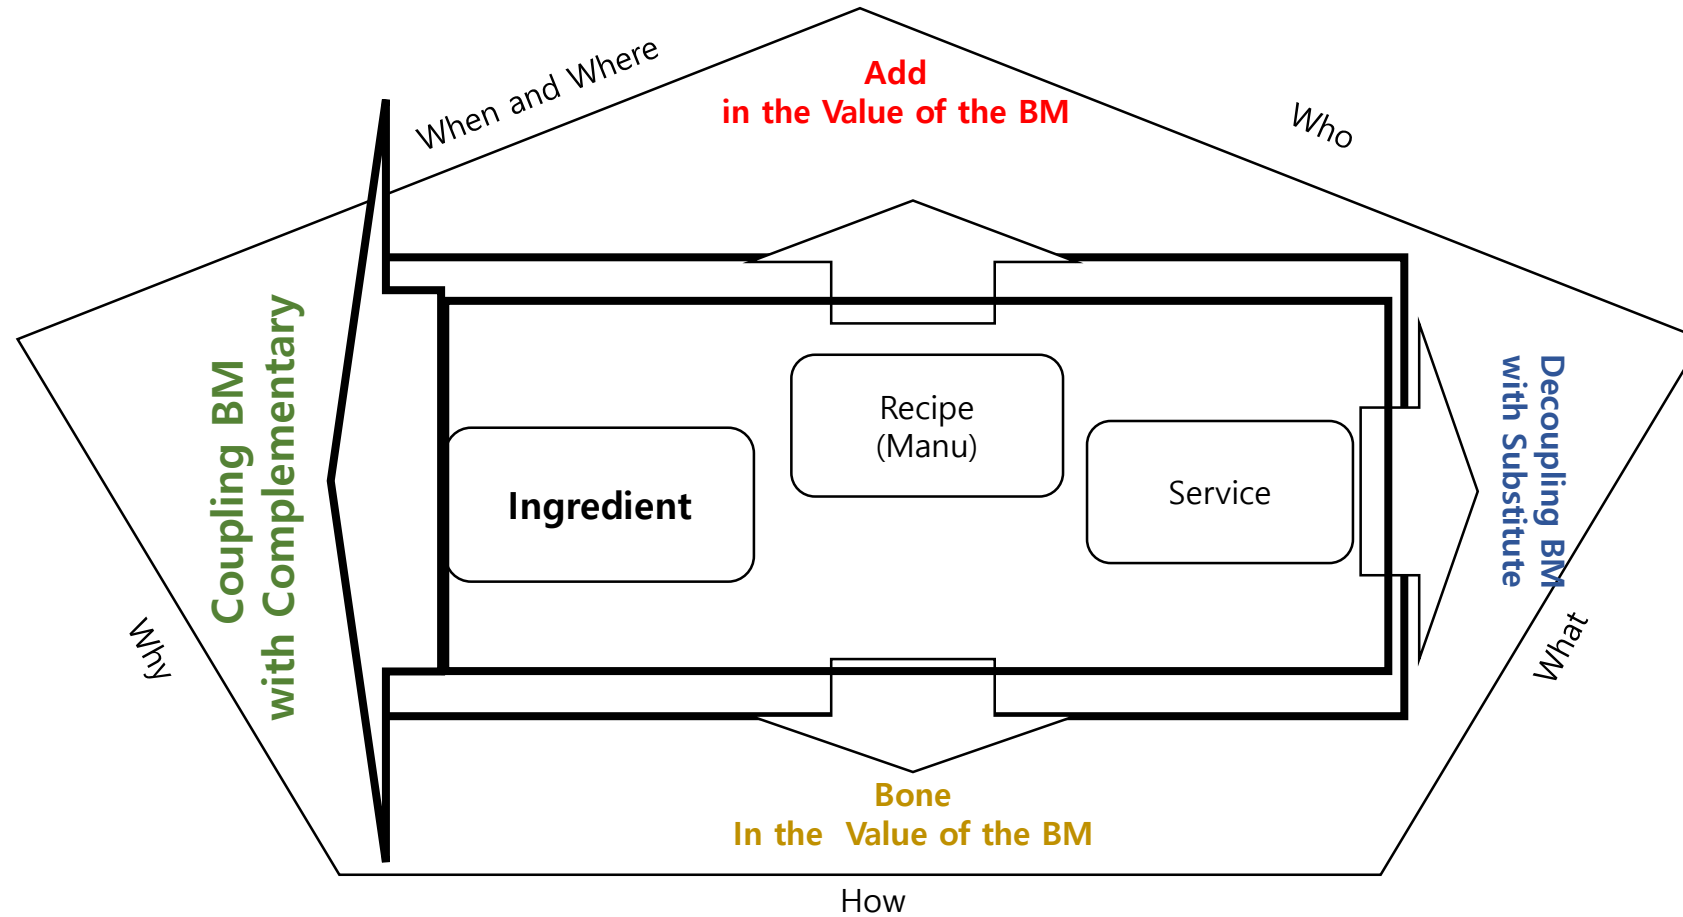 When and Where
Add
in the Value of the BM
Who
Coupling BM
with Complementary
Recipe
(Manu)
Ingredient
Service
Decoupling BM
with Substitute
Why
What
Bone
In the  Value of the BM
How